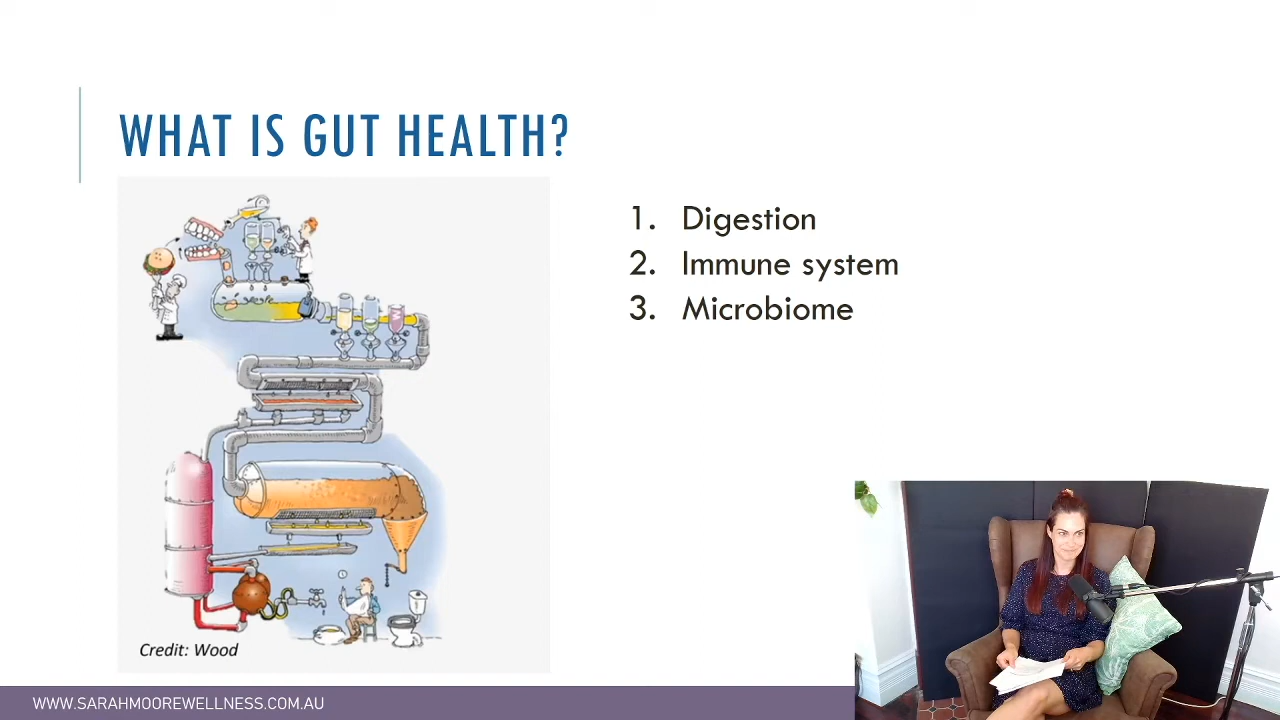 WHAT IS GUT HEALTH?
1. Digestion
2. Immune system
3. Microbiome
Credit: Wood
WWW.SARAHMOOREWELLNESS.COM.AU